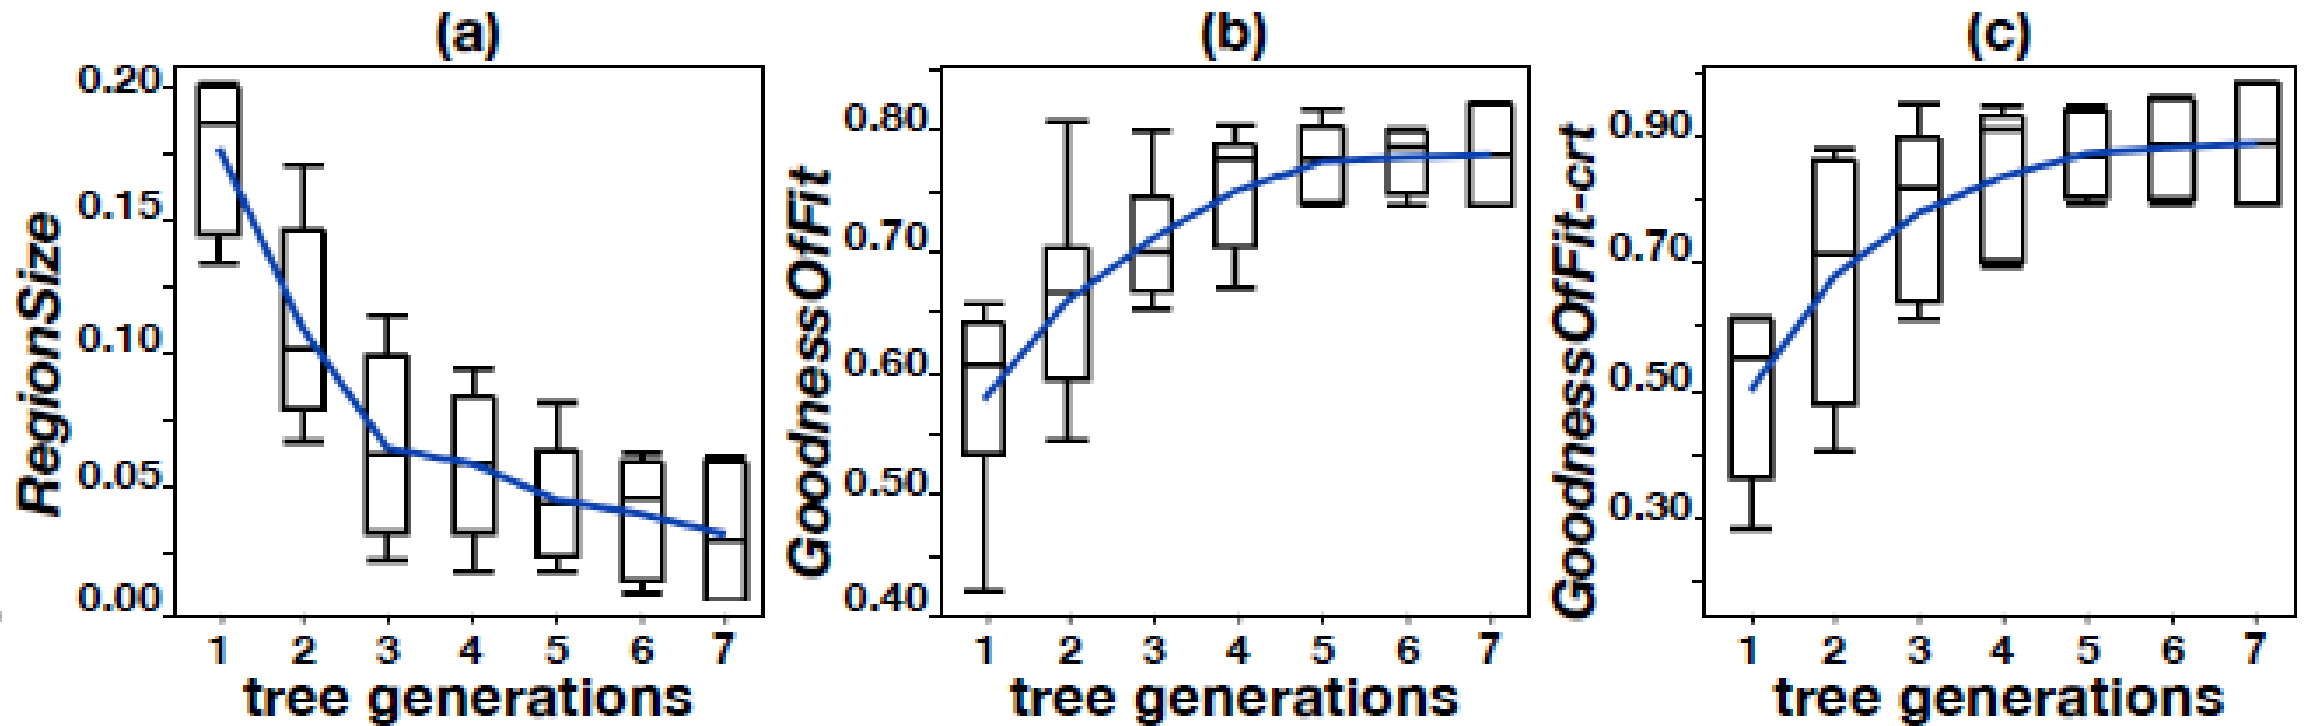 (a)
RegionSize
0.20
0.15
0.10
0.05
0.00
1 2 3 4 5 6 7
tree generations
(b)
GoodnessOfFit
0.80
0.70
0.60
0.50
0.40
1 2 3 4 5 6 7
tree generations
(c)
GoodnessOfFit-crt
0.90
0.70
0.50
0.30
1 2 3 4 5 6 7
tree generations